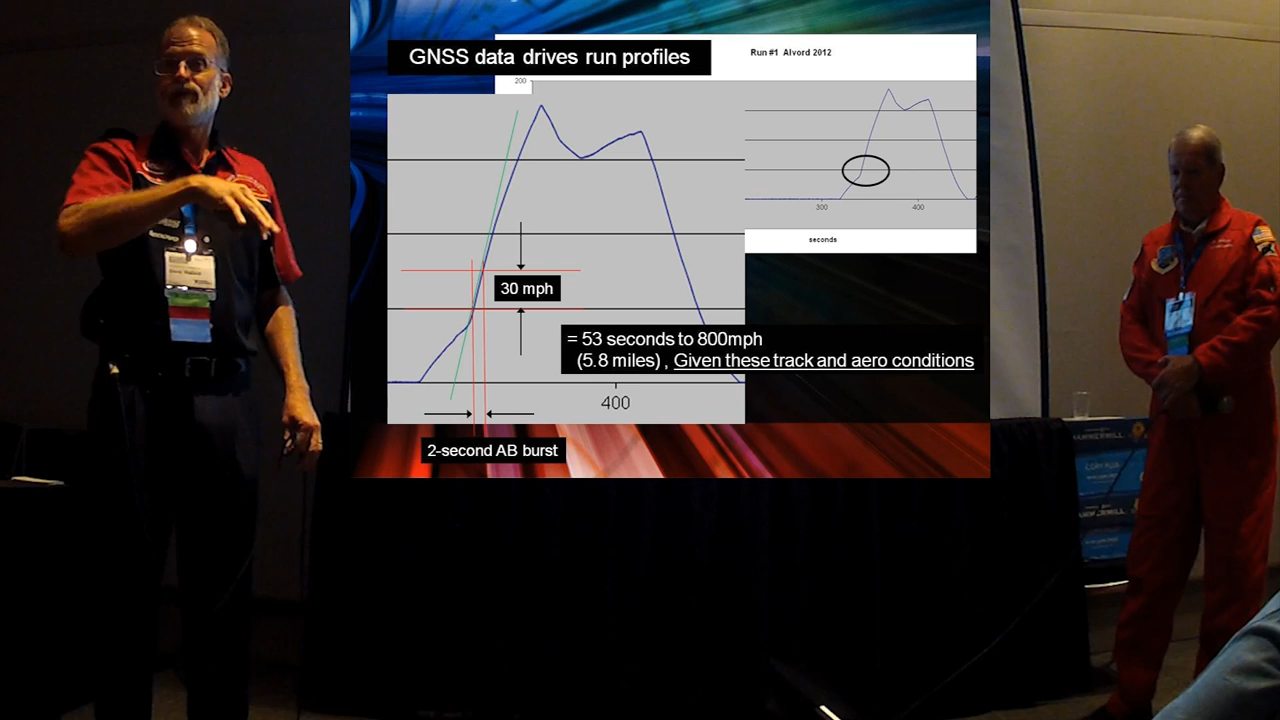 GNSS data drives run profiles
Run #1 Alvord 2012
200
30 mph
300
400
seconds
= 53 seconds to 800mph
(5.8 miles) , Given these track and aero conditions
400
2-second AB burst